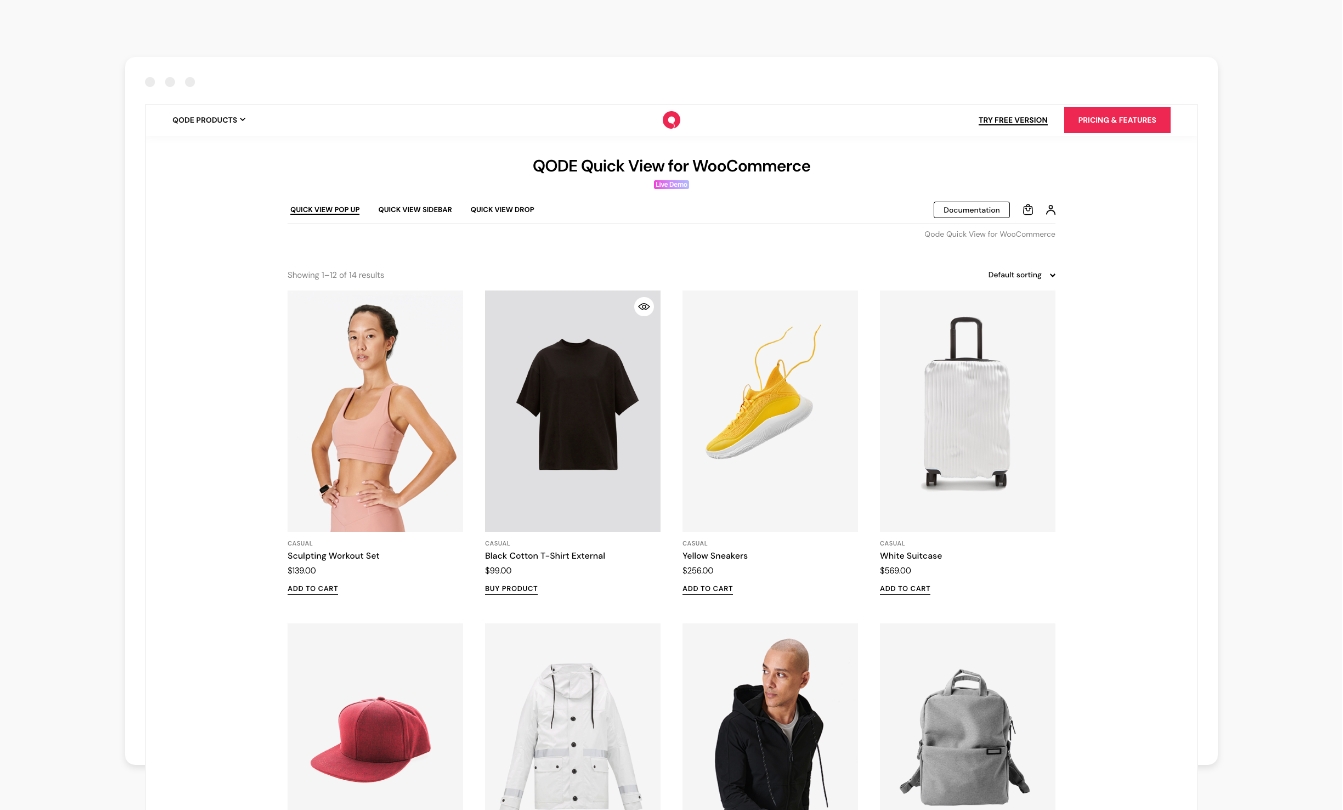 QODE PRODUCTS
TRY FREE VERSION
PRICING & FEATURES
QODE Quick View for WooCommerce
Live Demo
QUICK VIEW POP UP
QUICK VIEW SIDEBAR
QUICK VIEW DROP
Documentation
Qode Quick View for WooCommerce
Showing 1–12 of 14 results
Default sorting
CASUAL
Sculpting Workout Set
$139.00
ADD TO CART
CASUAL
Black Cotton T-Shirt External
$99.00
BUY PRODUCT
CASUAL
Yellow Sneakers
$256.00
ADD TO CART
CASUAL
White Suitcase
$569.00
ADD TO CART